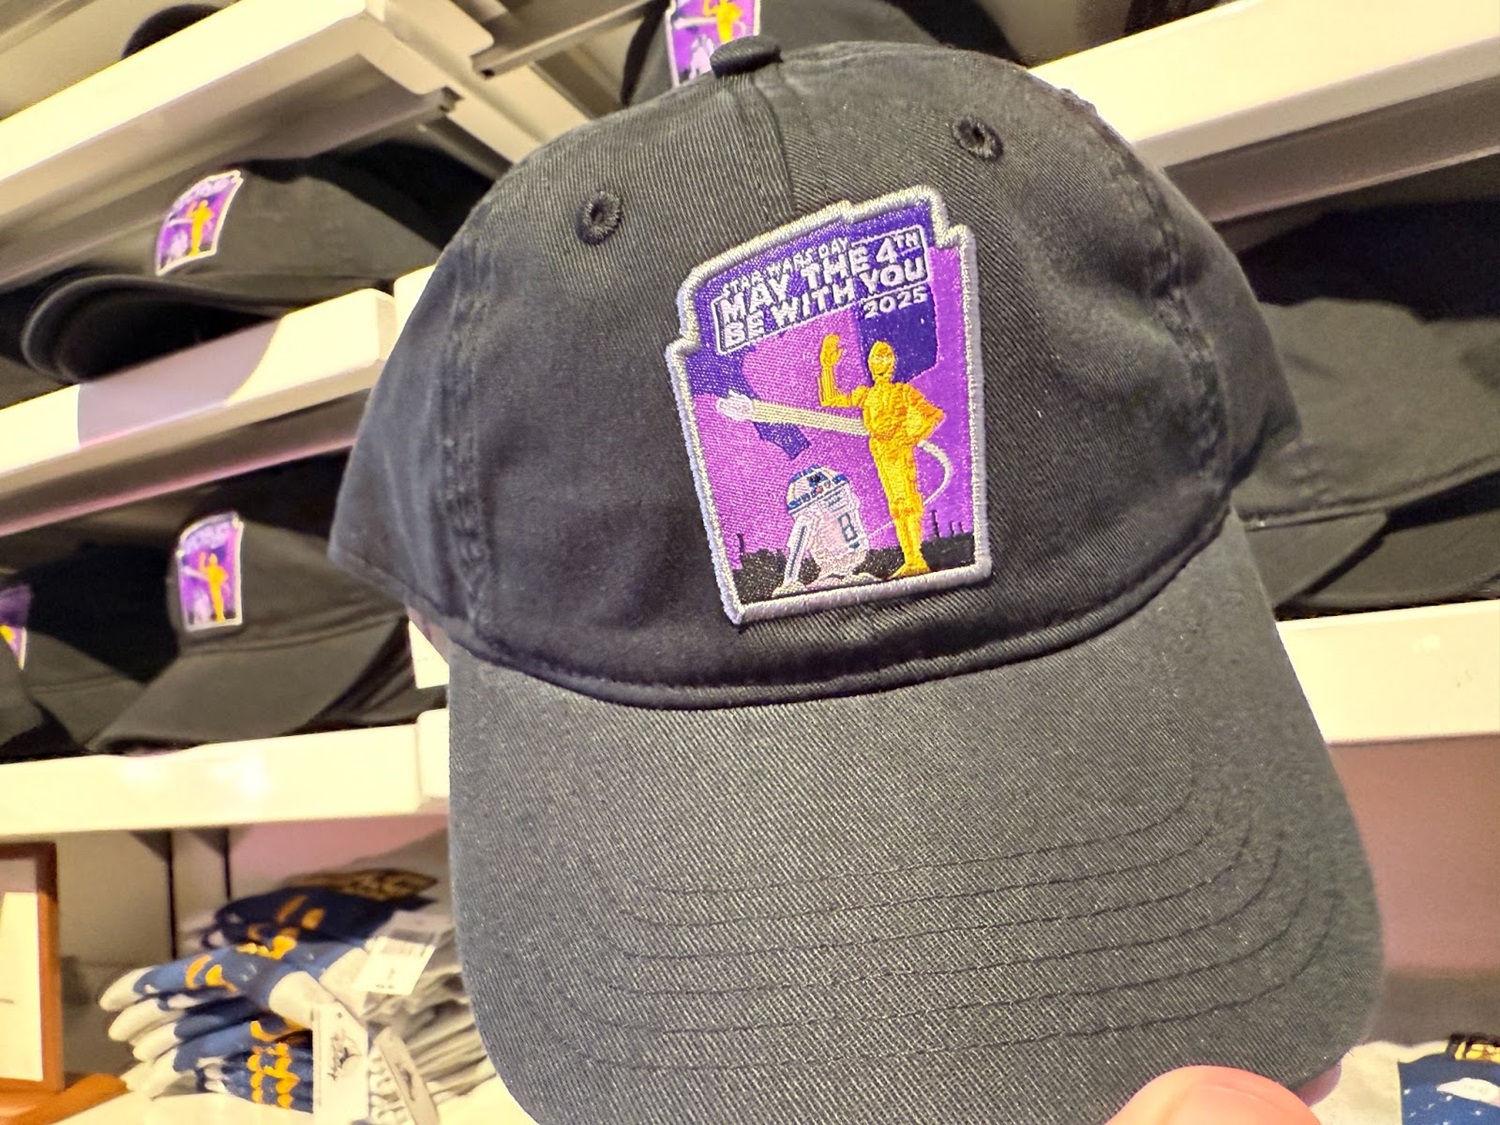 STAR WARS DAY
MAY THE 4TH
BE WITH YOU
2025